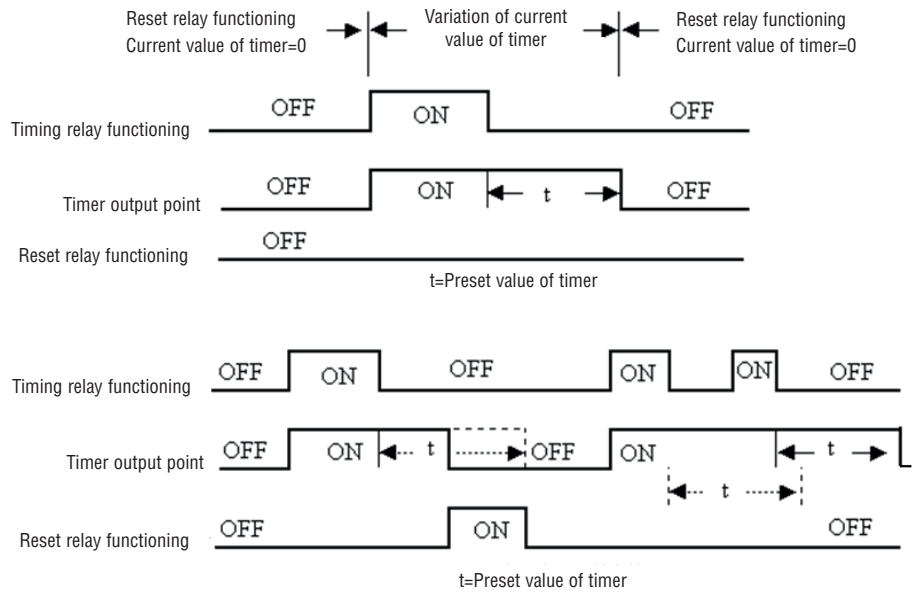 Reset relay functioning
Current value of timer=0
Variation of current
value of timer
Reset relay functioning
Current value of timer=0
Timing relay functioning
OFF
ON
OFF
Timer output point
OFF
ON
t
OFF
Reset relay functioning
OFF
t=Preset value of timer
Timing relay functioning
OFF
ON
OFF
ON
ON
OFF
Timer output point
OFF
ON
t
OFF
ON
t
t
Reset relay functioning
OFF
ON
OFF
t=Preset value of timer